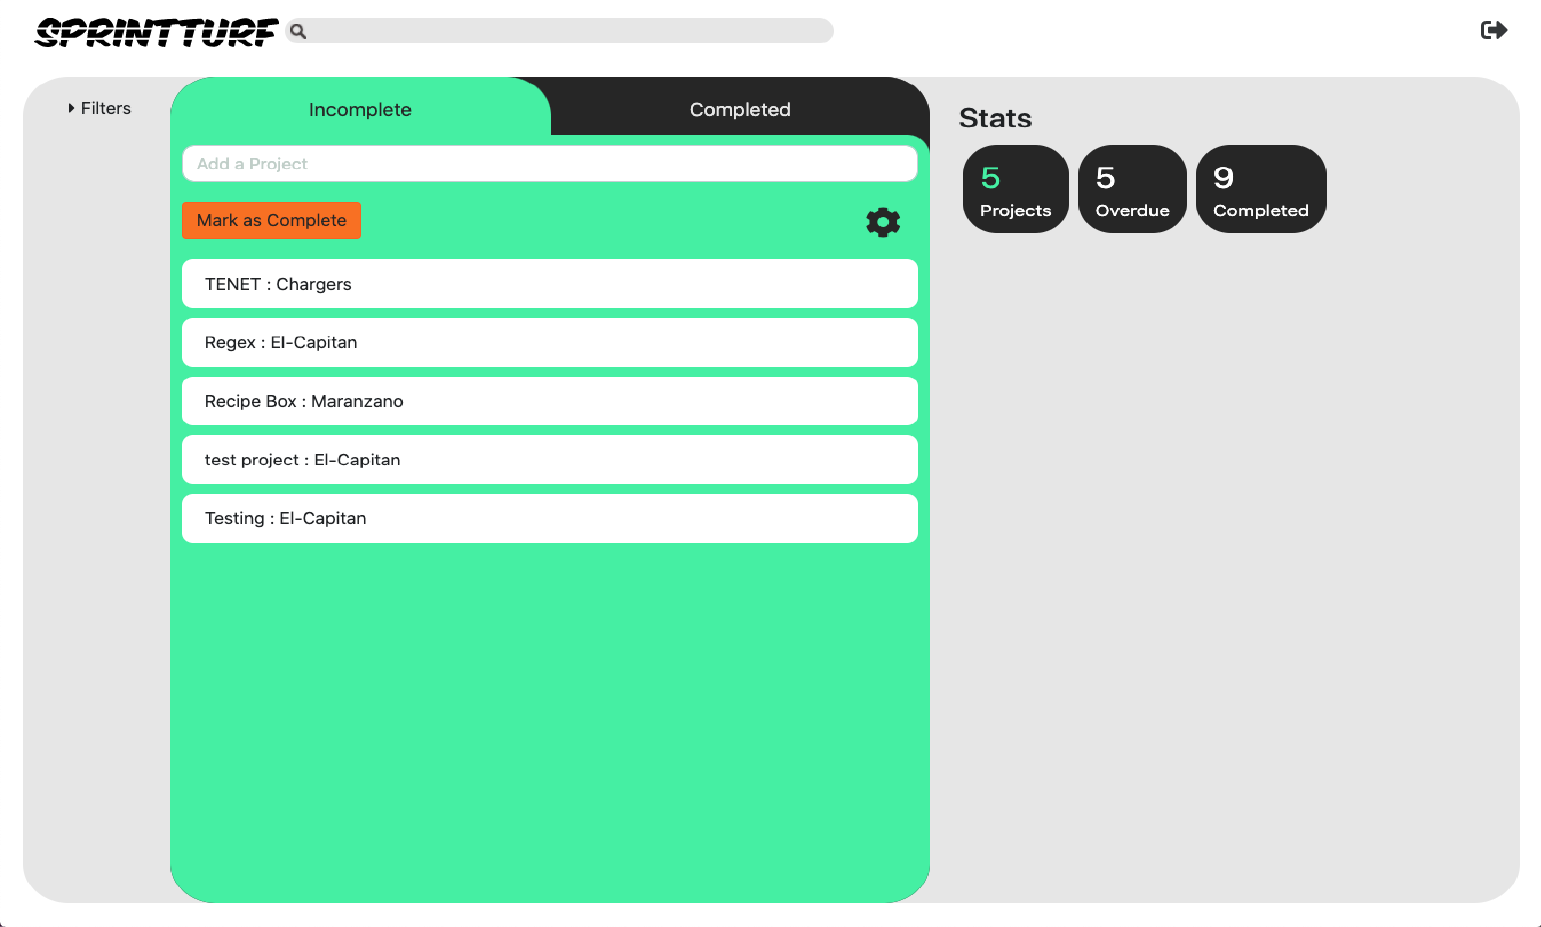 SPRINTTURF
Filters
Incomplete
Completed
Add a Project
Mark as Complete
TENET : Chargers
Regex : El-Capitan
Recipe Box : Maranzano
test project : El-Capitan
Testing : El-Capitan
Stats
5
Projects
5
Overdue
9
Completed